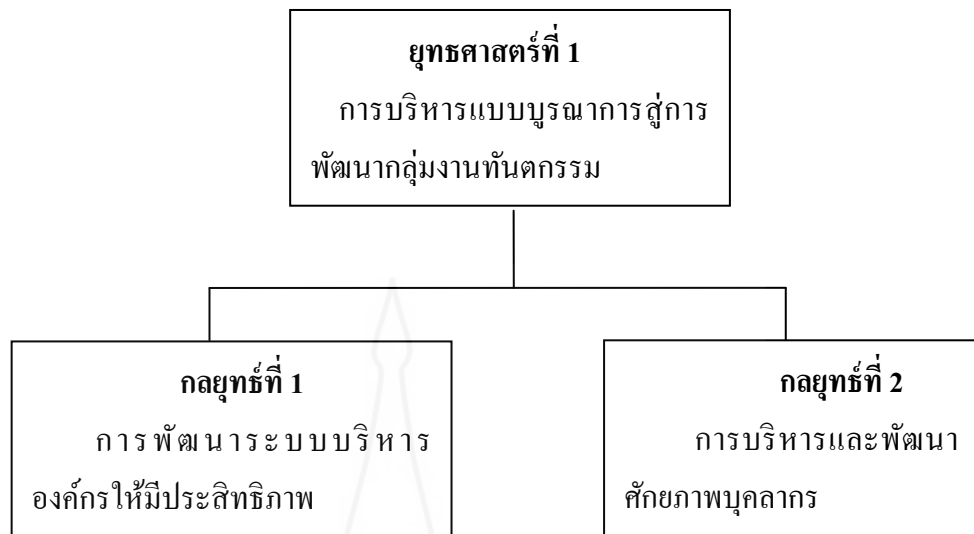 ยุทธศาสตร์ที่ 1
การบริหารแบบบูรณาการสู่การ
พัฒนากลุ่มงานทันตกรรม
กลยุทธ์ที่ 1
การพัฒนาระบบบริหาร
องค์กรให้มีประสิทธิภาพ
กลยุทธ์ที่ 2
การบริหารและพัฒนา
ศักยภาพบุคลากร